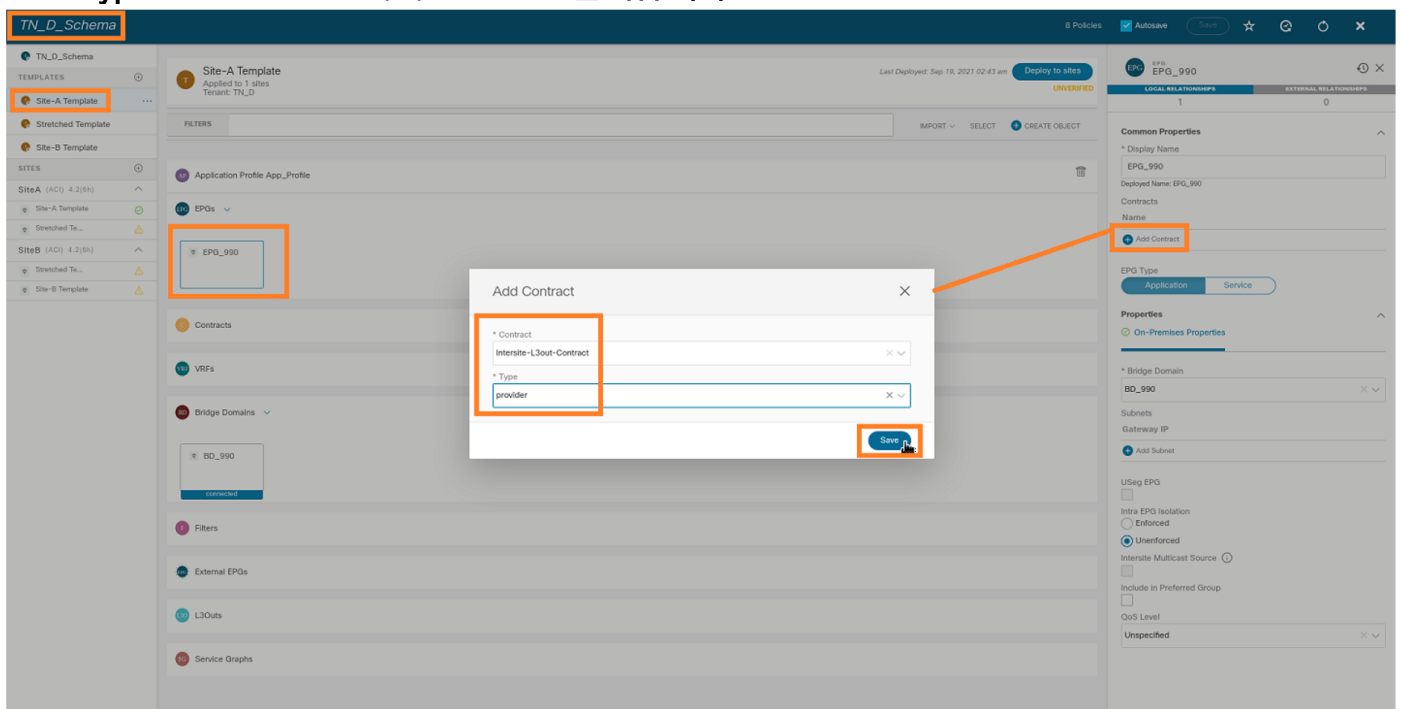 TN_D_Schema
8 Policies
Autosave
Save
TN_D_Schema
TEMPLATES
Site-A Template
Stretched Template
Site-B Template
SITES
SiteA (ACI) 4.2(6h)
Site-A Template
Stretched Te...
SiteB (ACI) 4.2(6h)
Stretched Te...
Site-B Template
T
Site-A Template
Applied to 1 sites
Tenant: TN_D
Last Deployed: Sep 19, 2021 02:43 am
Deploy to sites
UNVERIFIED
FILTERS
IMPORT
SELECT
CREATE OBJECT
AP
Application Profile App_Profile
EPG
EPGs
EPG_990
Contracts
VRF
VRFs
BD
Bridge Domains
BD_990
connected
Filters
External EPGs
L3O
L3Outs
SG
Service Graphs
Add Contract
* Contract
Intersite-L3out-Contract
* Type
provider
Save
EPG
EPG
EPG_990
LOCAL RELATIONSHIPS
1
EXTERNAL RELATIONSHIPS
0
Common Properties
* Display Name
EPG_990
Deployed Name: EPG_990
Contracts
Name
Add Contract
EPG Type
Application
Service
Properties
On-Premises Properties
* Bridge Domain
BD_990
Subnets
Gateway IP
Add Subnet
USeg EPG
Intra EPG Isolation
Enforced
Unenforced
Intersite Multicast Source
Include in Preferred Group
QoS Level
Unspecified